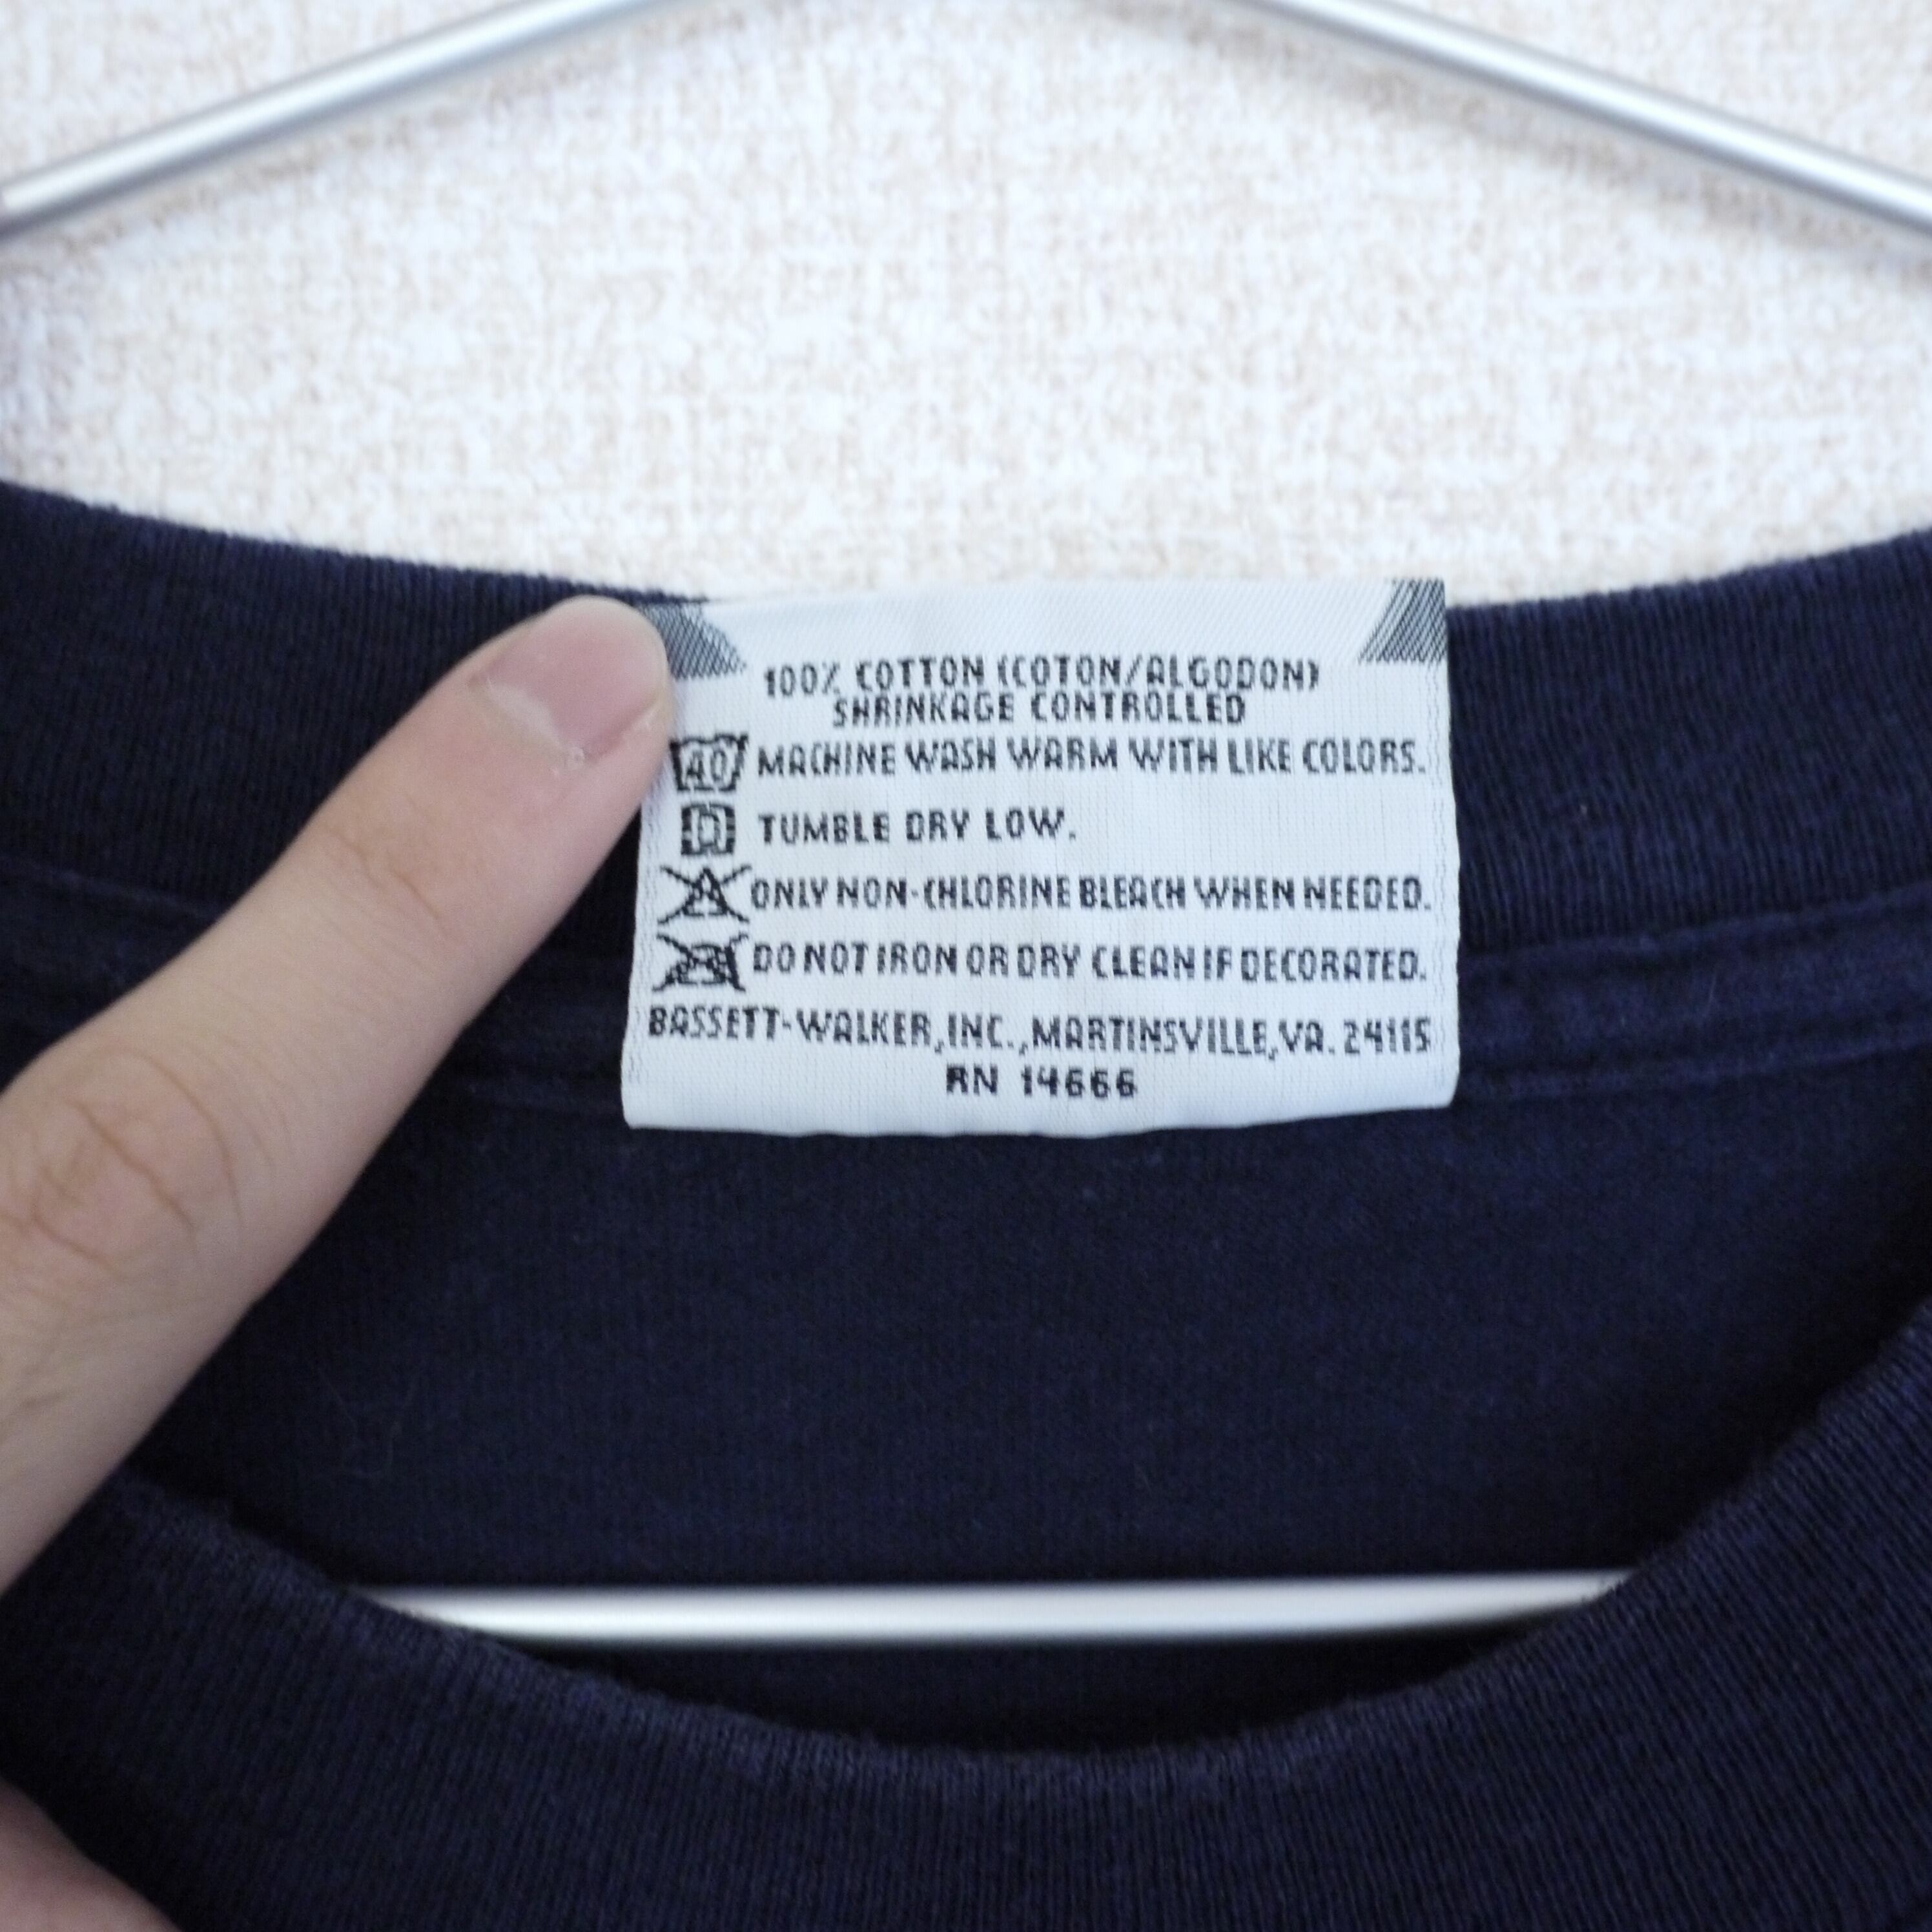 100% COTTON (COTON/ALGODON)
SHRINKAGE CONTROLLED
40 MACHINE WASH WARM WITH LIKE COLORS.
TUMBLE DRY LOW.
ONLY NON-CHLORINE BLEACH WHEN NEEDED.
DO NOT IRON OR DRY CLEAN IF DECORATED.
BASSETT-WALKER, INC., MARTINSVILLE, VA. 24115
RN 14666